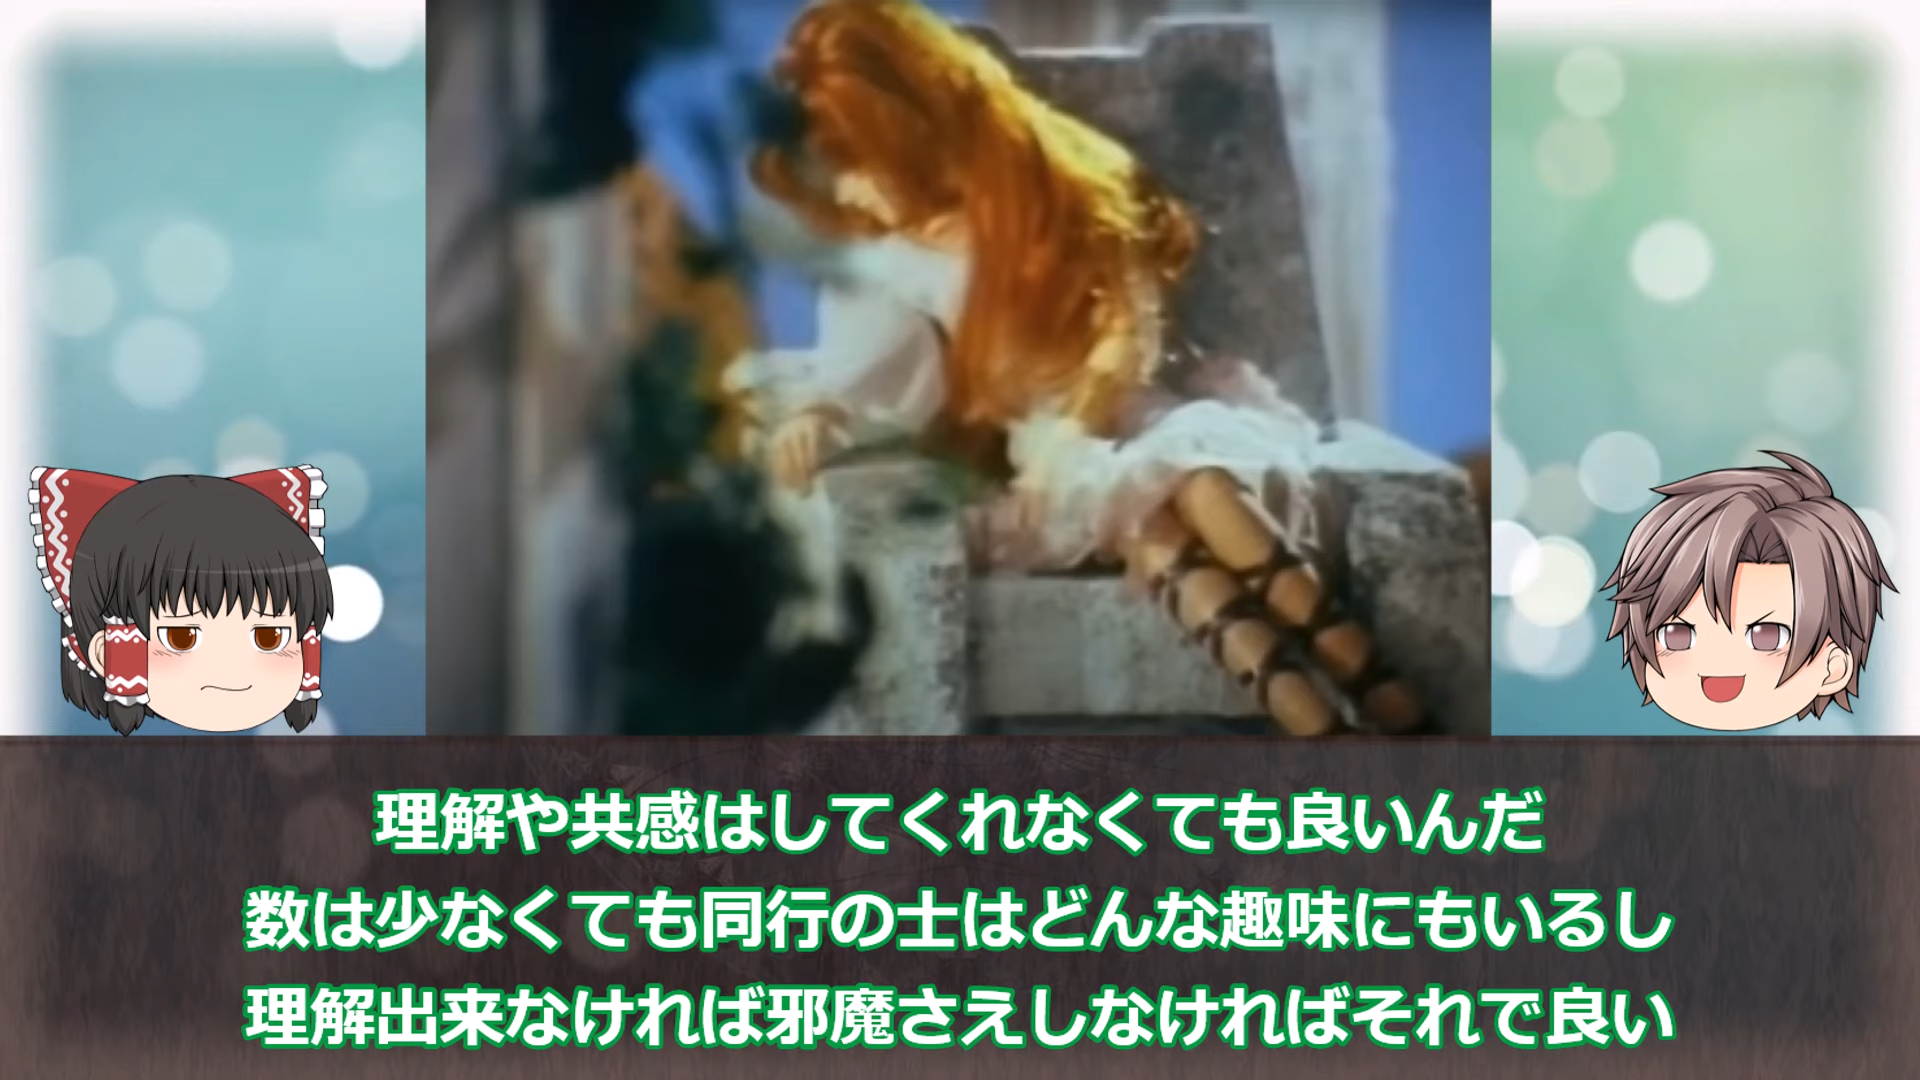 理解や共感はしてくれなくても良いんだ
数は少なくても同行の士はどんな趣味にもいるし
理解出来なければ邪魔さえしなければそれで良い